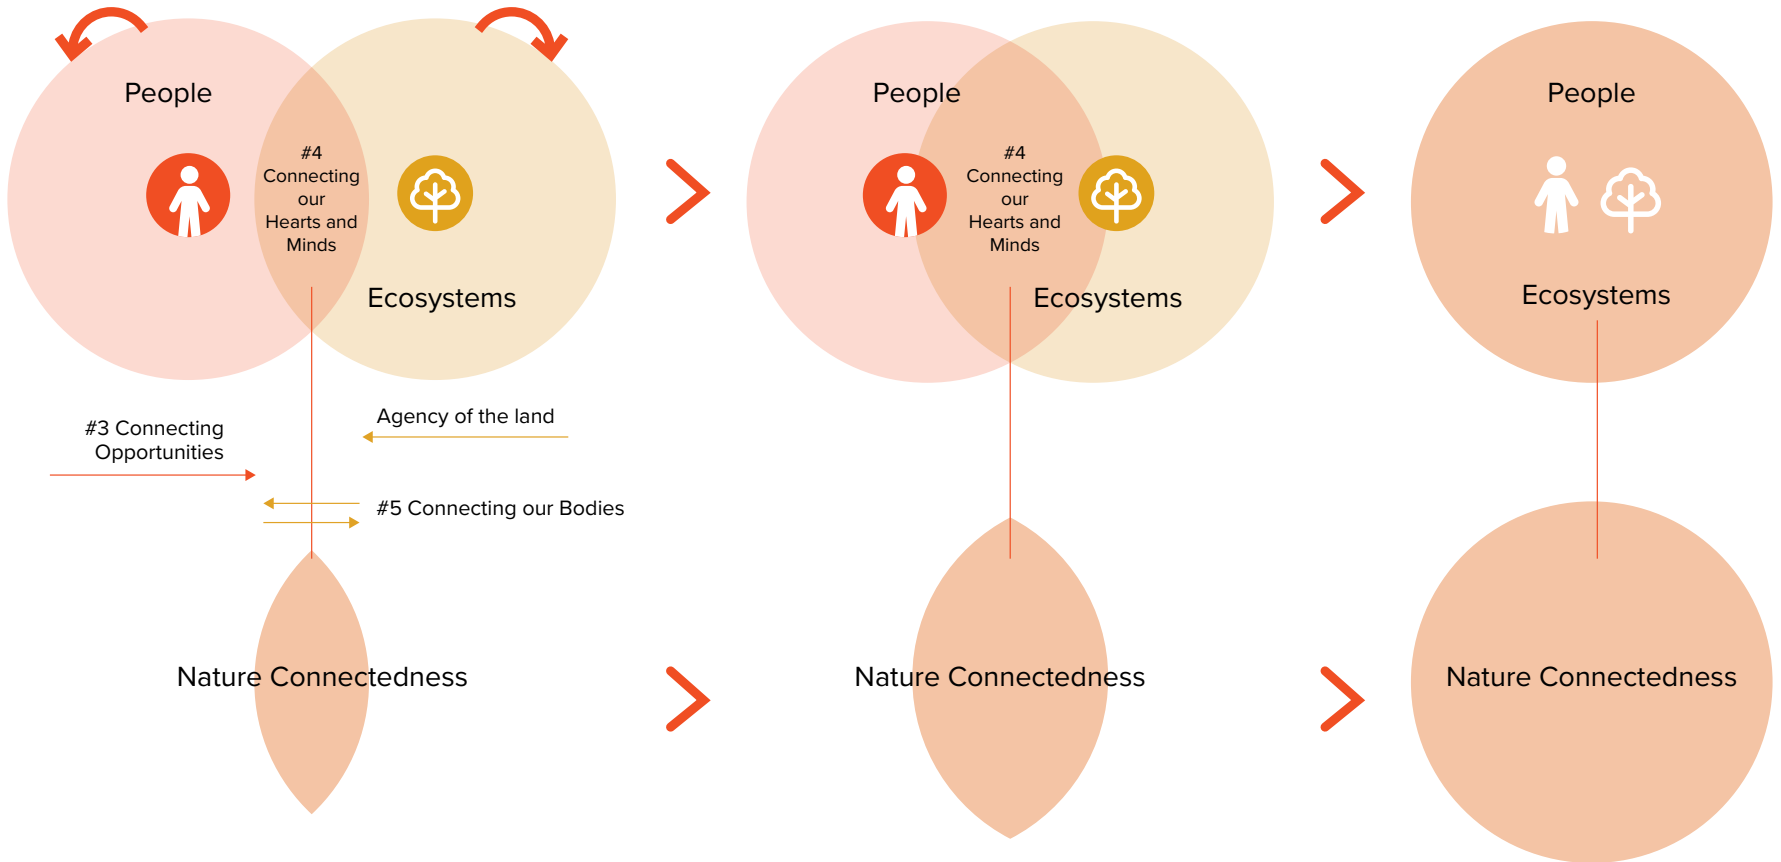 People
#4
Connecting
our
Hearts and
Minds
Ecosystems
#3 Connecting
Opportunities
Agency of the land
#5 Connecting our Bodies
Nature Connectedness
People
#4
Connecting
our
Hearts and
Minds
Ecosystems
Nature Connectedness
People
Ecosystems
Nature Connectedness